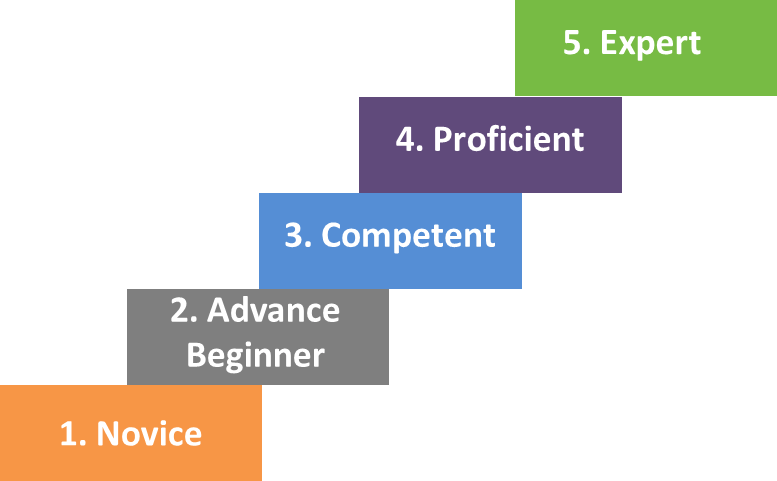 5. Expert
4. Proficient
3. Competent
2. Advance
Beginner
1. Novice